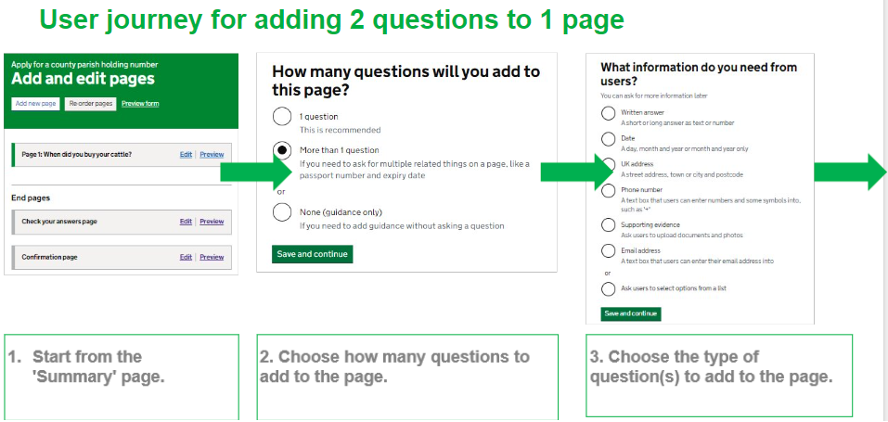 User journey for adding 2 questions to 1 page
Apply for a county parish holding number
Add and edit pages
Add new page
Re-order pages
Preview form
Page 1: When did you buy your cattle?
Edit
Preview
End pages
Check your answers page
Edit
Preview
Confirmation page
Edit
Preview
How many questions will you add to
this page?
1 question
This is recommended
More than 1 question
If you need to ask for multiple related things on a page, like a
passport number and expiry date
or
None (guidance only)
If you need to add guidance without asking a question
Save and continue
What information do you need from
users?
You can ask for more information later
Written answer
A short or long answer as text or number
Date
A day, month and year or month and year only
UK address
A street address, town or city and postcode
Phone number
A text box that users can enter numbers and some symbols into,
such as '+'
Supporting evidence
Ask users to upload documents and photos
Email address
A text box that users can enter their email address into
or
Ask users to select options from a list
Save and continue
1. Start from the
'Summary' page.
2. Choose how many questions to
add to the page.
3. Choose the type of
question(s) to add to the page.